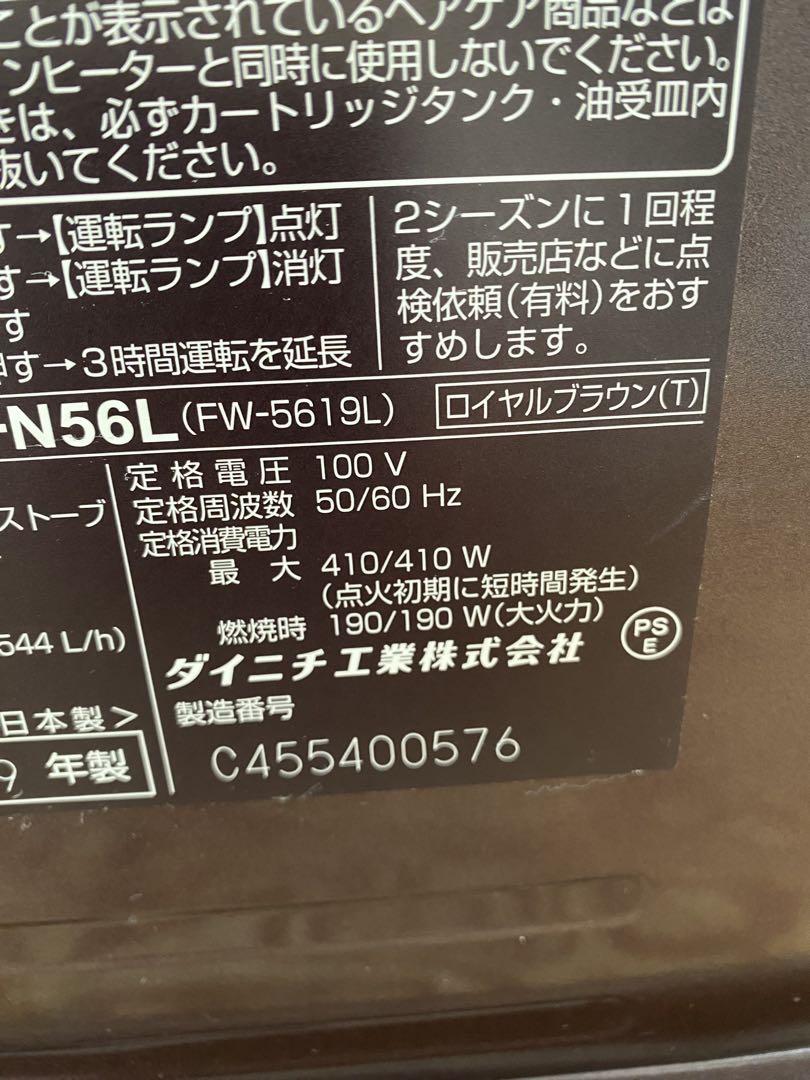 ことが表示されているヘアケア商品などは
ンヒーターと同時に使用しないでください。
きは、必ずカートリッジタンク・油受皿内
抜いてください。
す→【運転ランプ】点灯
す→【運転ランプ】消灯
す
押す→3時間運転を延長
2シーズンに1回程
度、販売店などに点
検依頼(有料)をおす
すめします。
-N56L(FW-5619L)
ロイヤルブラウン(T)
ストーブ
544 L/h)
日本製>
9 年製
定格電圧 100 V
定格周波数 50/60 Hz
定格消費電力
最大 410/410 W
(点火初期に短時間発生)
燃焼時 190/190 W(大火力)
ダイニチ工業株式会社
PS
E
製造番号
C455400576